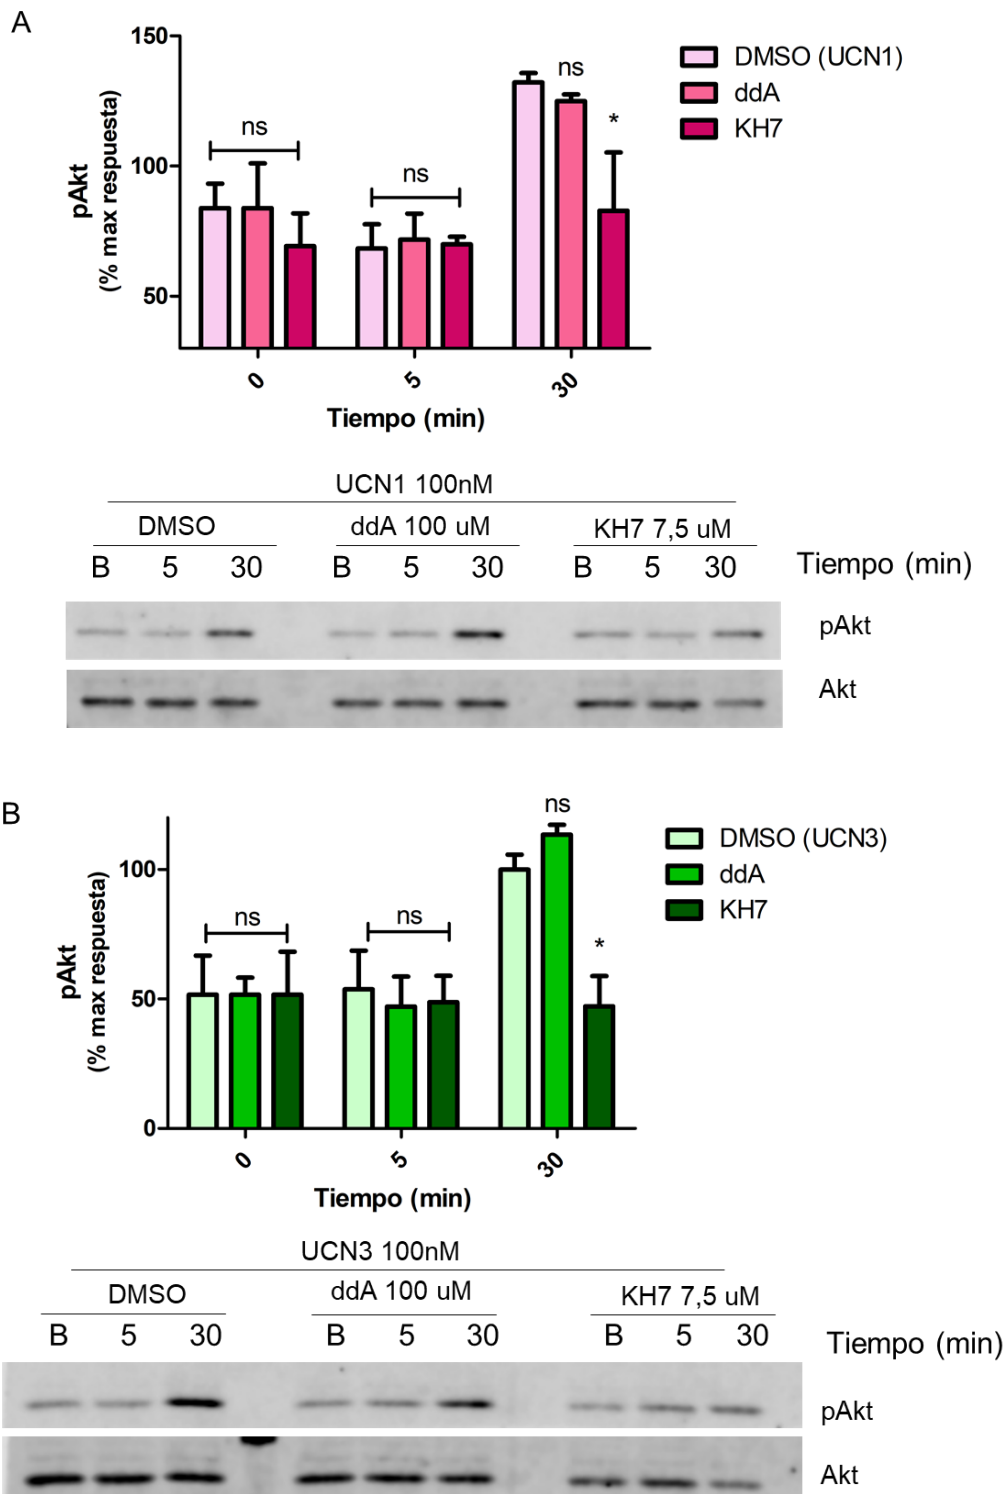 A
150
100
50
pAkt
(% max respuesta)
ns
ns
ns
*
DMSO (UCN1)
ddA
KH7
0 5 30
Tiempo (min)
UCN1 100nM
DMSO ddA 100 uM KH7 7,5 uM
B 5 30 B 5 30 B 5 30 Tiempo (min)
pAkt
Akt
B
100
50
0
pAkt
(% max respuesta)
ns
ns
ns
*
DMSO (UCN3)
ddA
KH7
0 5 30
Tiempo (min)
UCN3 100nM
DMSO ddA 100 uM KH7 7,5 uM
B 5 30 B 5 30 B 5 30 Tiempo (min)
pAkt
Akt